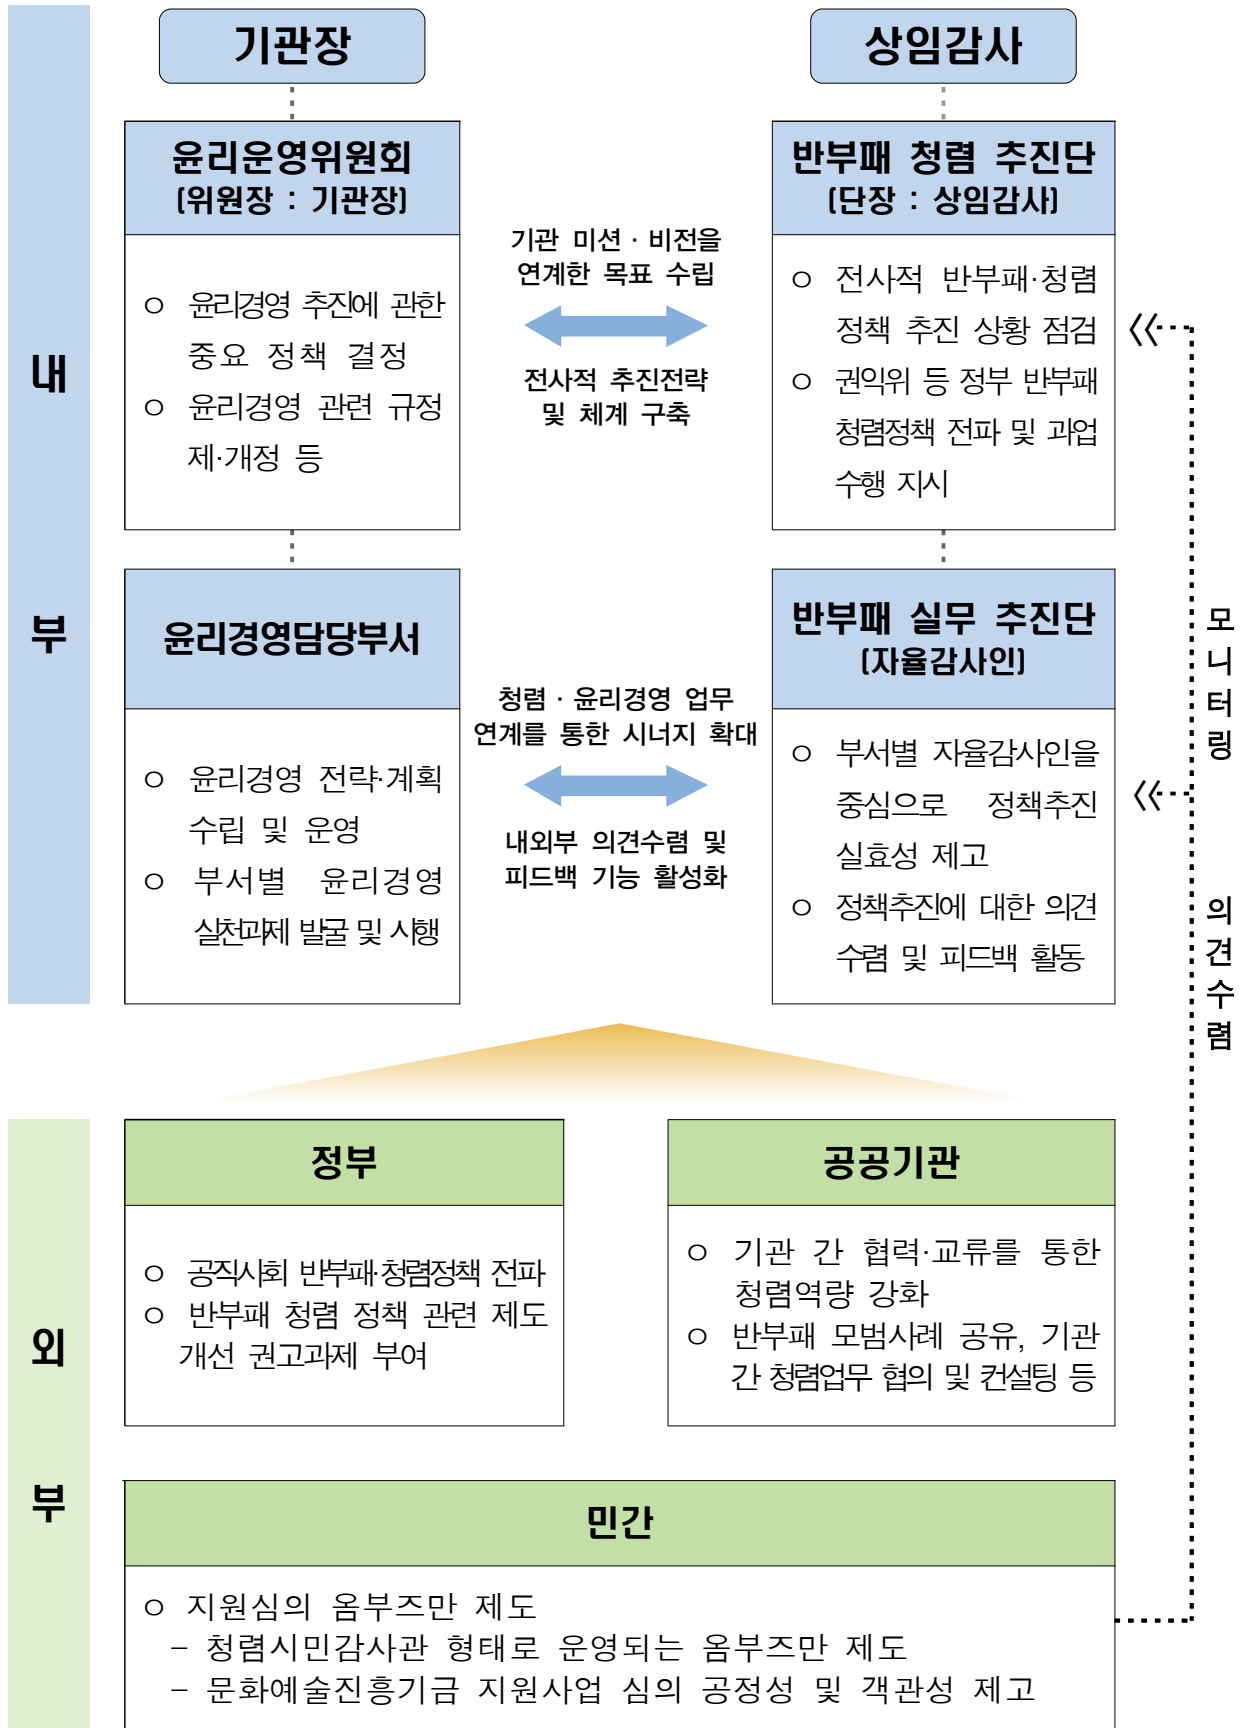 내
부
기관장
상임감사
윤리운영위원회
(위원장 : 기관장)
ㅇ 윤리경영 추진에 관한
중요 정책 결정
ㅇ 윤리경영 관련 규정
제·개정 등
기관 미션 · 비전을
연계한 목표 수립
전사적 추진전략
및 체계 구축
반부패 청렴 추진단
(단장 : 상임감사)
ㅇ 전사적 반부패·청렴
정책 추진 상황 점검
ㅇ 권익위 등 정부 반부패
청렴정책 전파 및 과업
수행 지시
윤리경영담당부서
ㅇ 윤리경영 전략·계획
수립 및 운영
ㅇ 부서별 윤리경영
실천과제 발굴 및 시행
청렴 · 윤리경영 업무
연계를 통한 시너지 확대
내외부 의견수렴 및
피드백 기능 활성화
반부패 실무 추진단
(자율감사인)
ㅇ 부서별 자율감사인을
중심으로 정책추진
실효성 제고
ㅇ 정책추진에 대한 의견
수렴 및 피드백 활동
모
니
터
링
의
견
수
렴
외
부
정부
ㅇ 공직사회 반부패·청렴정책 전파
ㅇ 반부패 청렴 정책 관련 제도
개선 권고과제 부여
공공기관
ㅇ 기관 간 협력·교류를 통한
청렴역량 강화
ㅇ 반부패 모범사례 공유, 기관
간 청렴업무 협의 및 컨설팅 등
민간
ㅇ 지원심의 옴부즈만 제도
- 청렴시민감사관 형태로 운영되는 옴부즈만 제도
- 문화예술진흥기금 지원사업 심의 공정성 및 객관성 제고